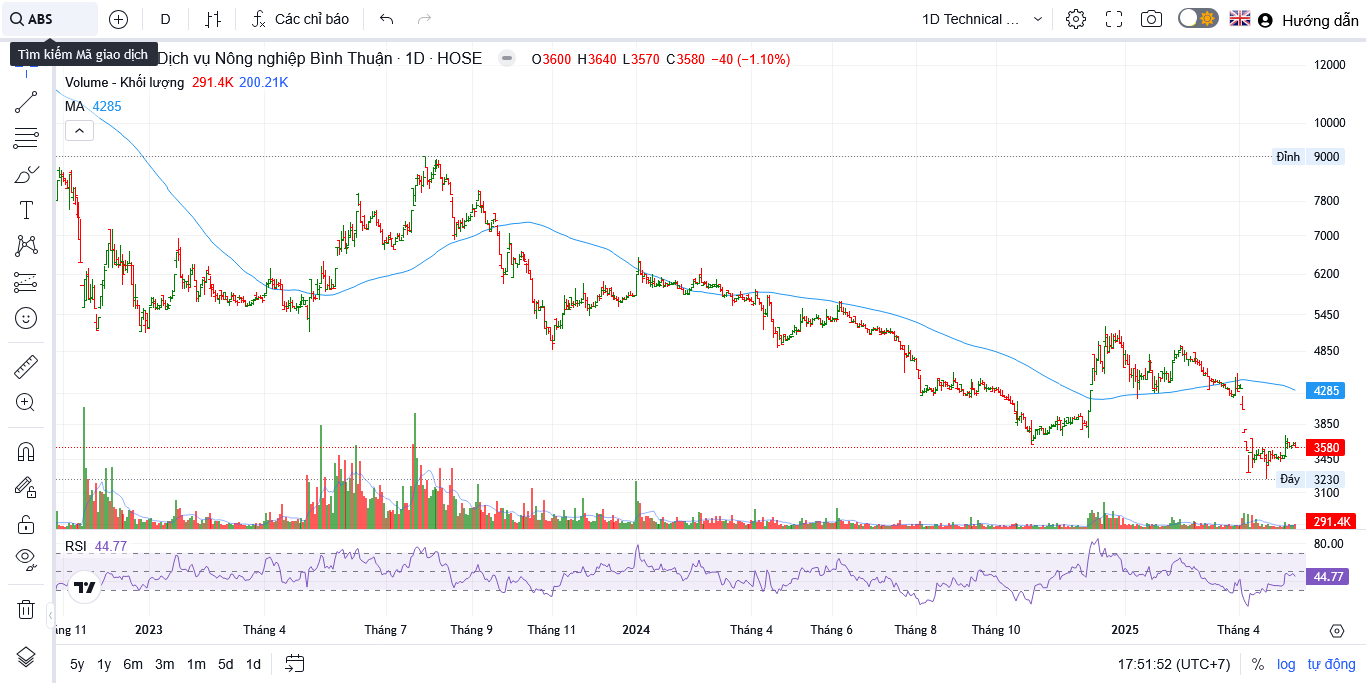 ABS
D
Các chỉ báo
1D Technical ...
Hướng dẫn
Tìm kiếm Mã giao dịch
Dịch vụ Nông nghiệp Bình Thuận · 1D · HOSE
O3600 H3640 L3570 C3580 −40 (−1.10%)
Volume - Khối lượng 291.4K 200.21K
MA 4285
12000
10000
Đỉnh 9000
7800
7000
6200
5450
4850
4285
3850
3580
3450
Đáy 3230
3100
291.4K
RSI 44.77
80.00
44.77
ng 11 2023 Tháng 4 Tháng 7 Tháng 9 Tháng 11 2024 Tháng 4 Tháng 6 Tháng 8 Tháng 10 2025 Tháng 4
5y 1y 6m 3m 1m 5d 1d
17:51:52 (UTC+7) % log tự động